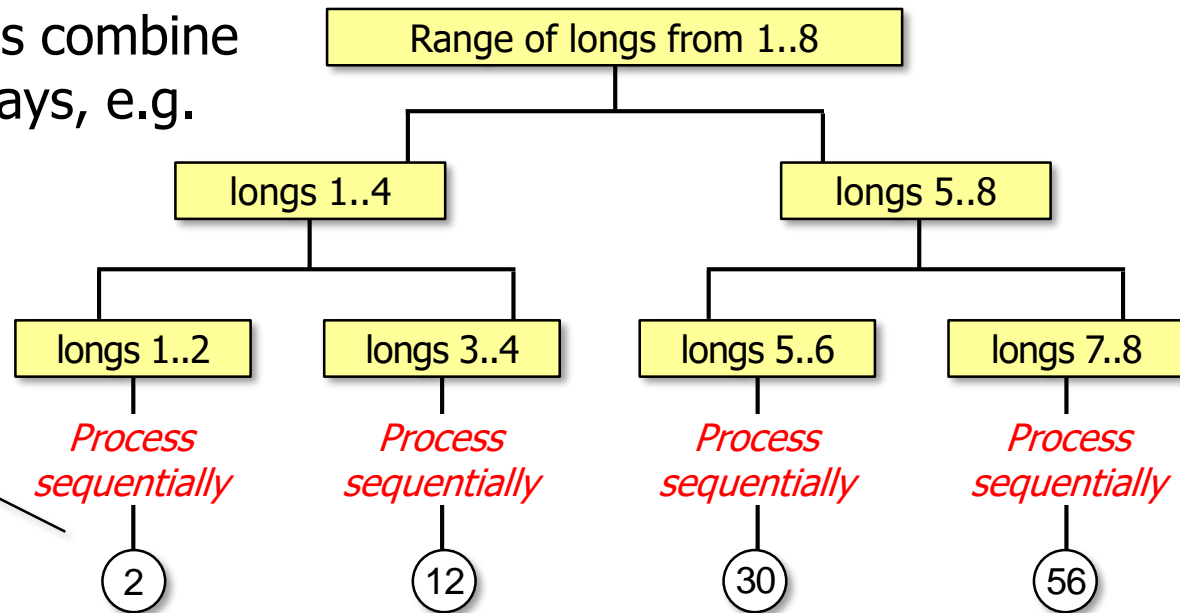 s combine
ays, e.g.
Range of longs from 1..8
longs 1..4
longs 5..8
longs 1..2
longs 3..4
longs 5..6
longs 7..8
Process
sequentially
Process
sequentially
Process
sequentially
Process
sequentially
2
12
30
56